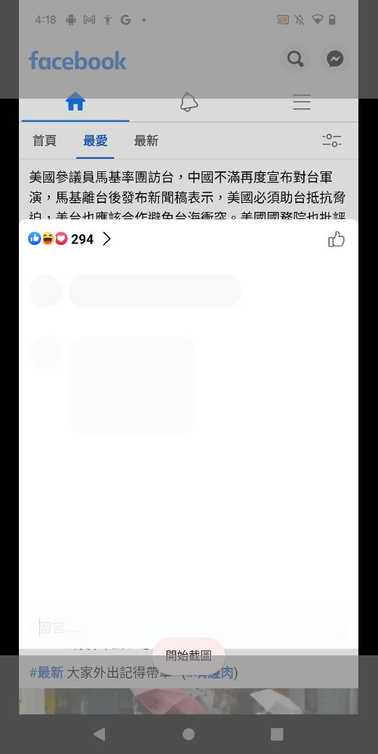 4:18
facebook
首頁 最愛 最新
美國參議員馬基率團訪台，中國不滿再度宣布對台軍
演，馬基離台後發布新聞稿表示，美國必須助台抵抗脅
迫，美台也應該合作避免台海衝突。美國國務院也批評
294
留言...
開始截圖
#最新 大家外出記得帶傘